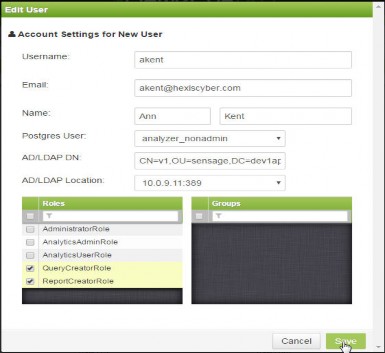 Edit User
Account Settings for New User
Username:
akent
Email:
akent@hexiscyber.com
Name:
Ann
Kent
Postgres User:
analyzer_nonadmin
AD/LDAP DN:
CN=v1,OU=sensage,DC=dev1ap
AD/LDAP Location:
10.0.9.11:389
Roles
Groups
AdministratorRole
AnalyticsAdminRole
AnalyticsUserRole
QueryCreatorRole
ReportCreatorRole
Cancel
Save